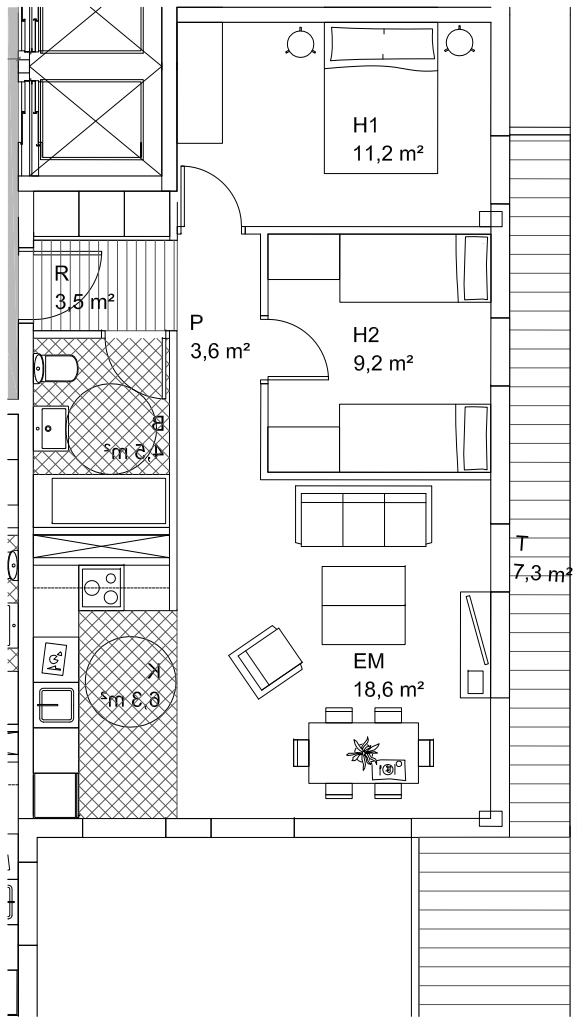 H1
11,2 m²
R
3,5 m²
P
3,6 m²
H2
9,2 m²
B
4,5 m²
T
7,3 m²
EM
18,6 m²
K
6,3 m²